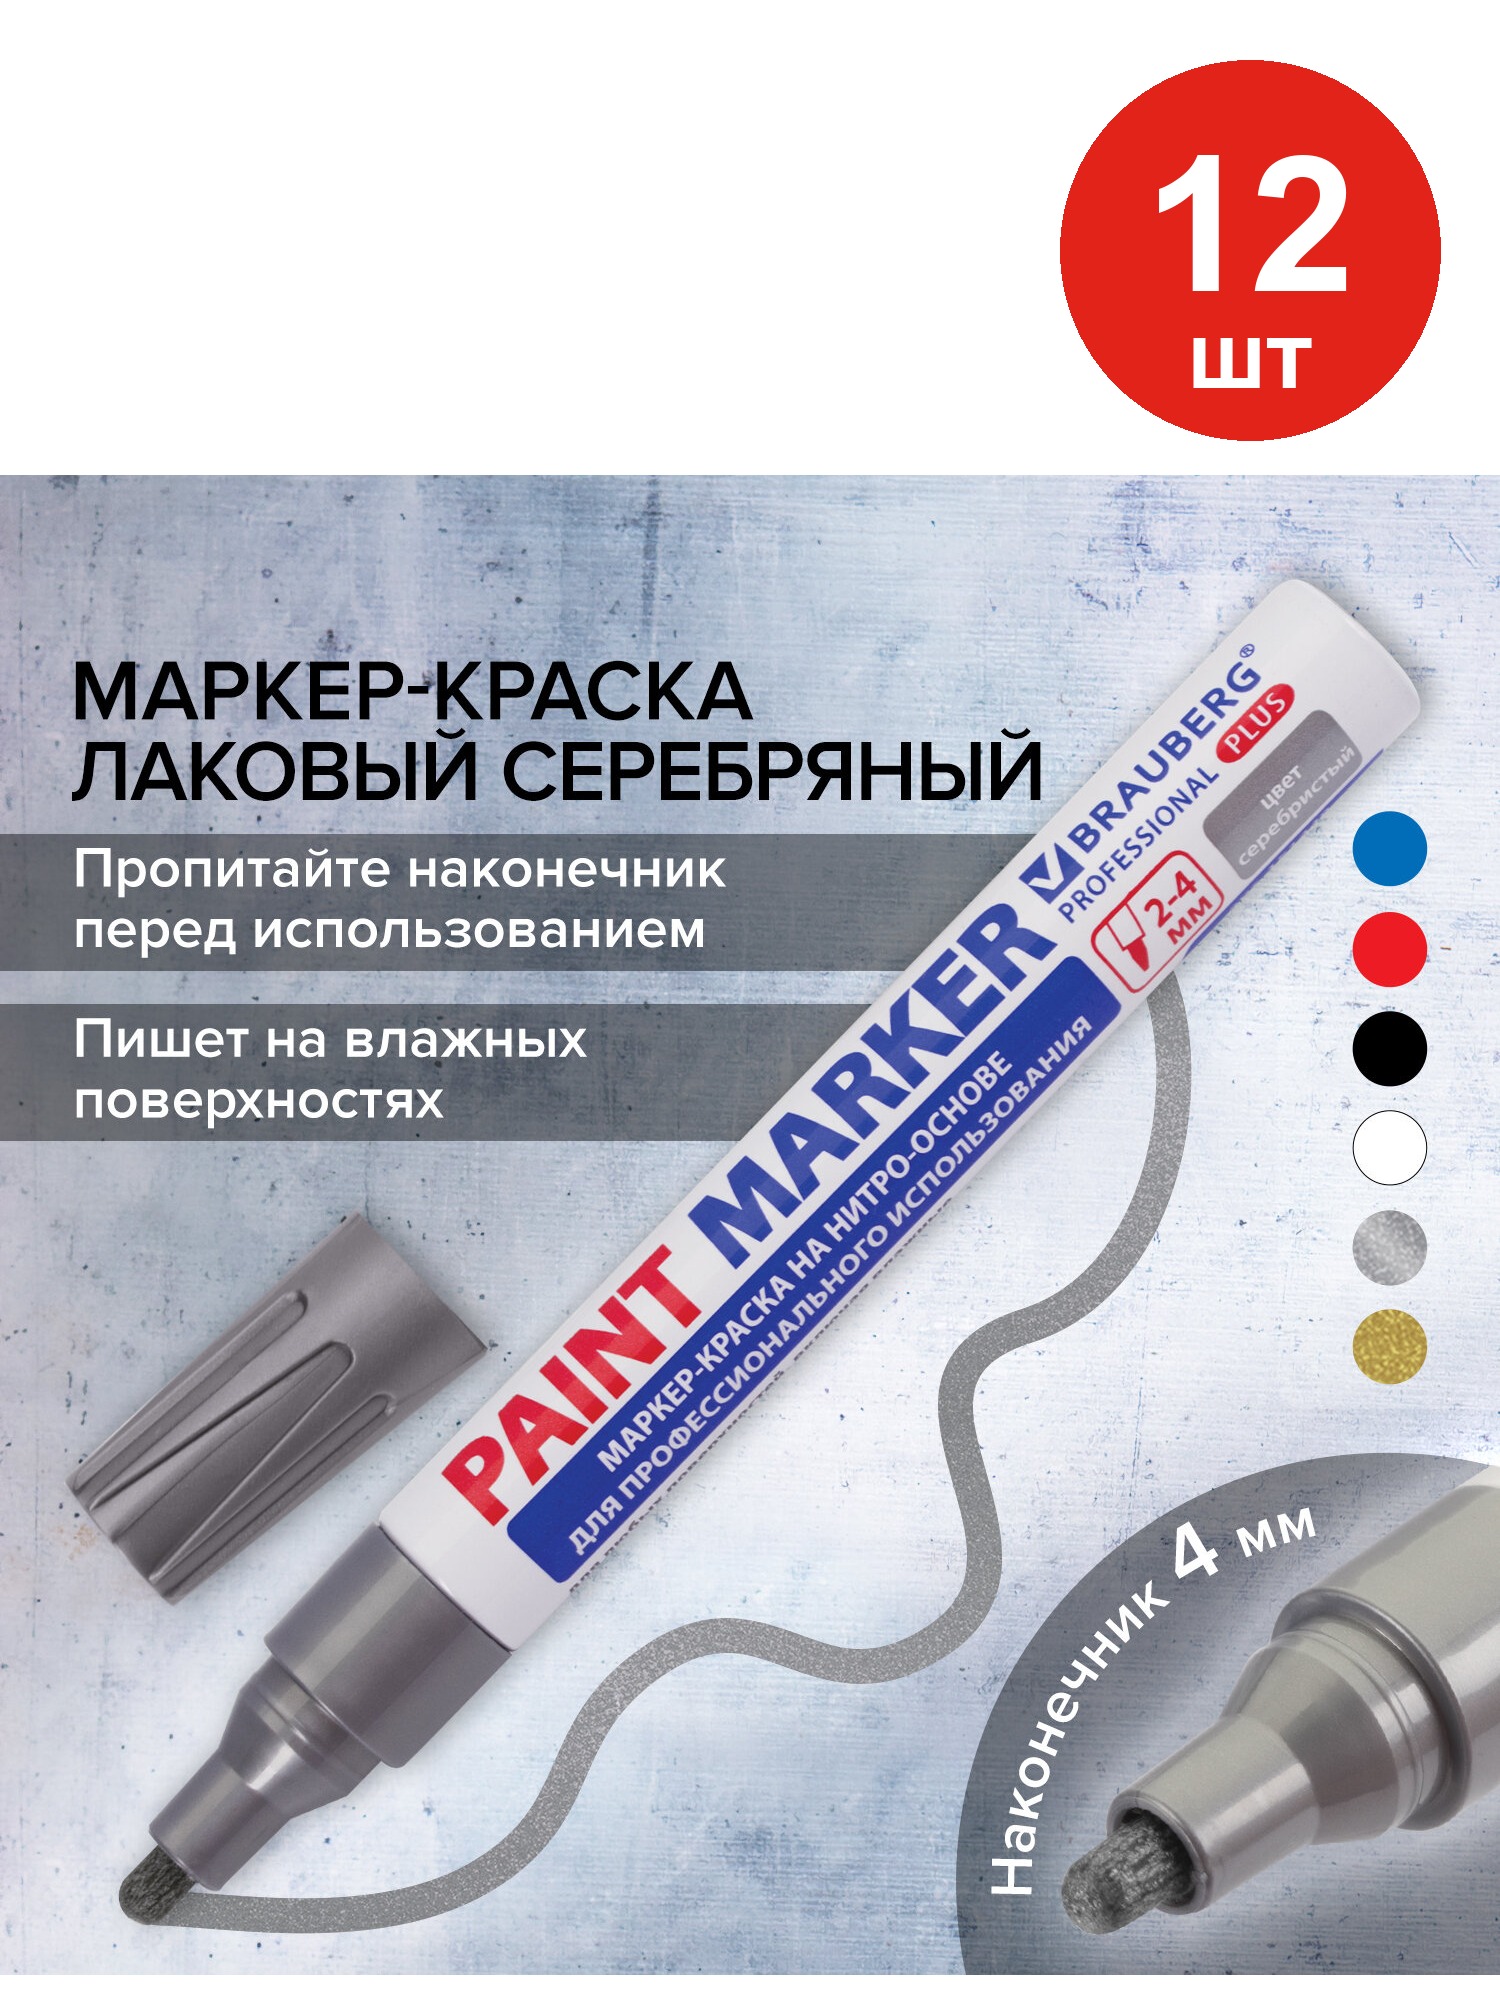 12
шт
МАРКЕР-КРАСКА
ЛАКОВЫЙ СЕРЕБРЯНЫЙ
Пропитайте наконечник
перед использованием
Пишет на влажных
поверхностях
BRAUBERG®
PROFESSIONAL PLUS
цвет
серебристый
2-4
мм
PAINT MARKER
МАРКЕР-КРАСКА НА НИТРО-ОСНОВЕ
ДЛЯ ПРОФЕССИОНАЛЬНОГО ИСПОЛЬЗОВАНИЯ
Наконечник 4 мм